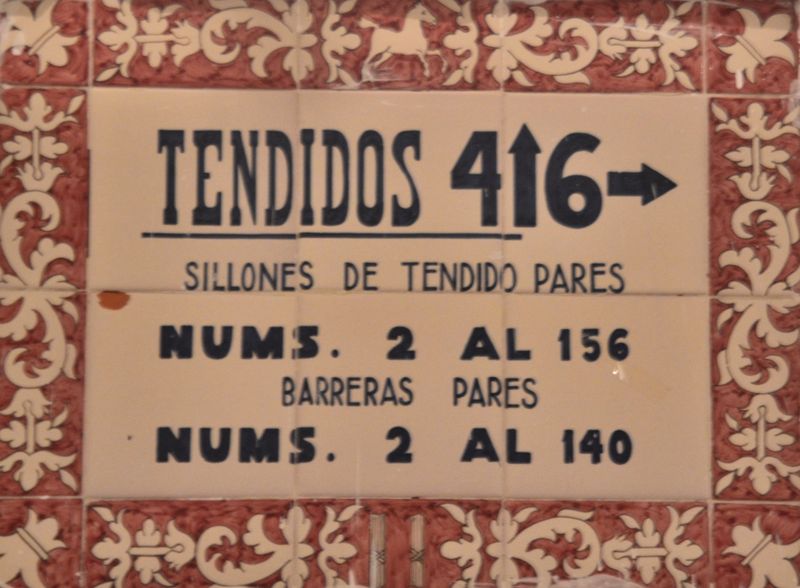 TENDIDOS 4↑6→
SILLONES DE TENDIDO PARES
NUMS. 2 AL 156
BARRERAS PARES
NUMS. 2 AL 140